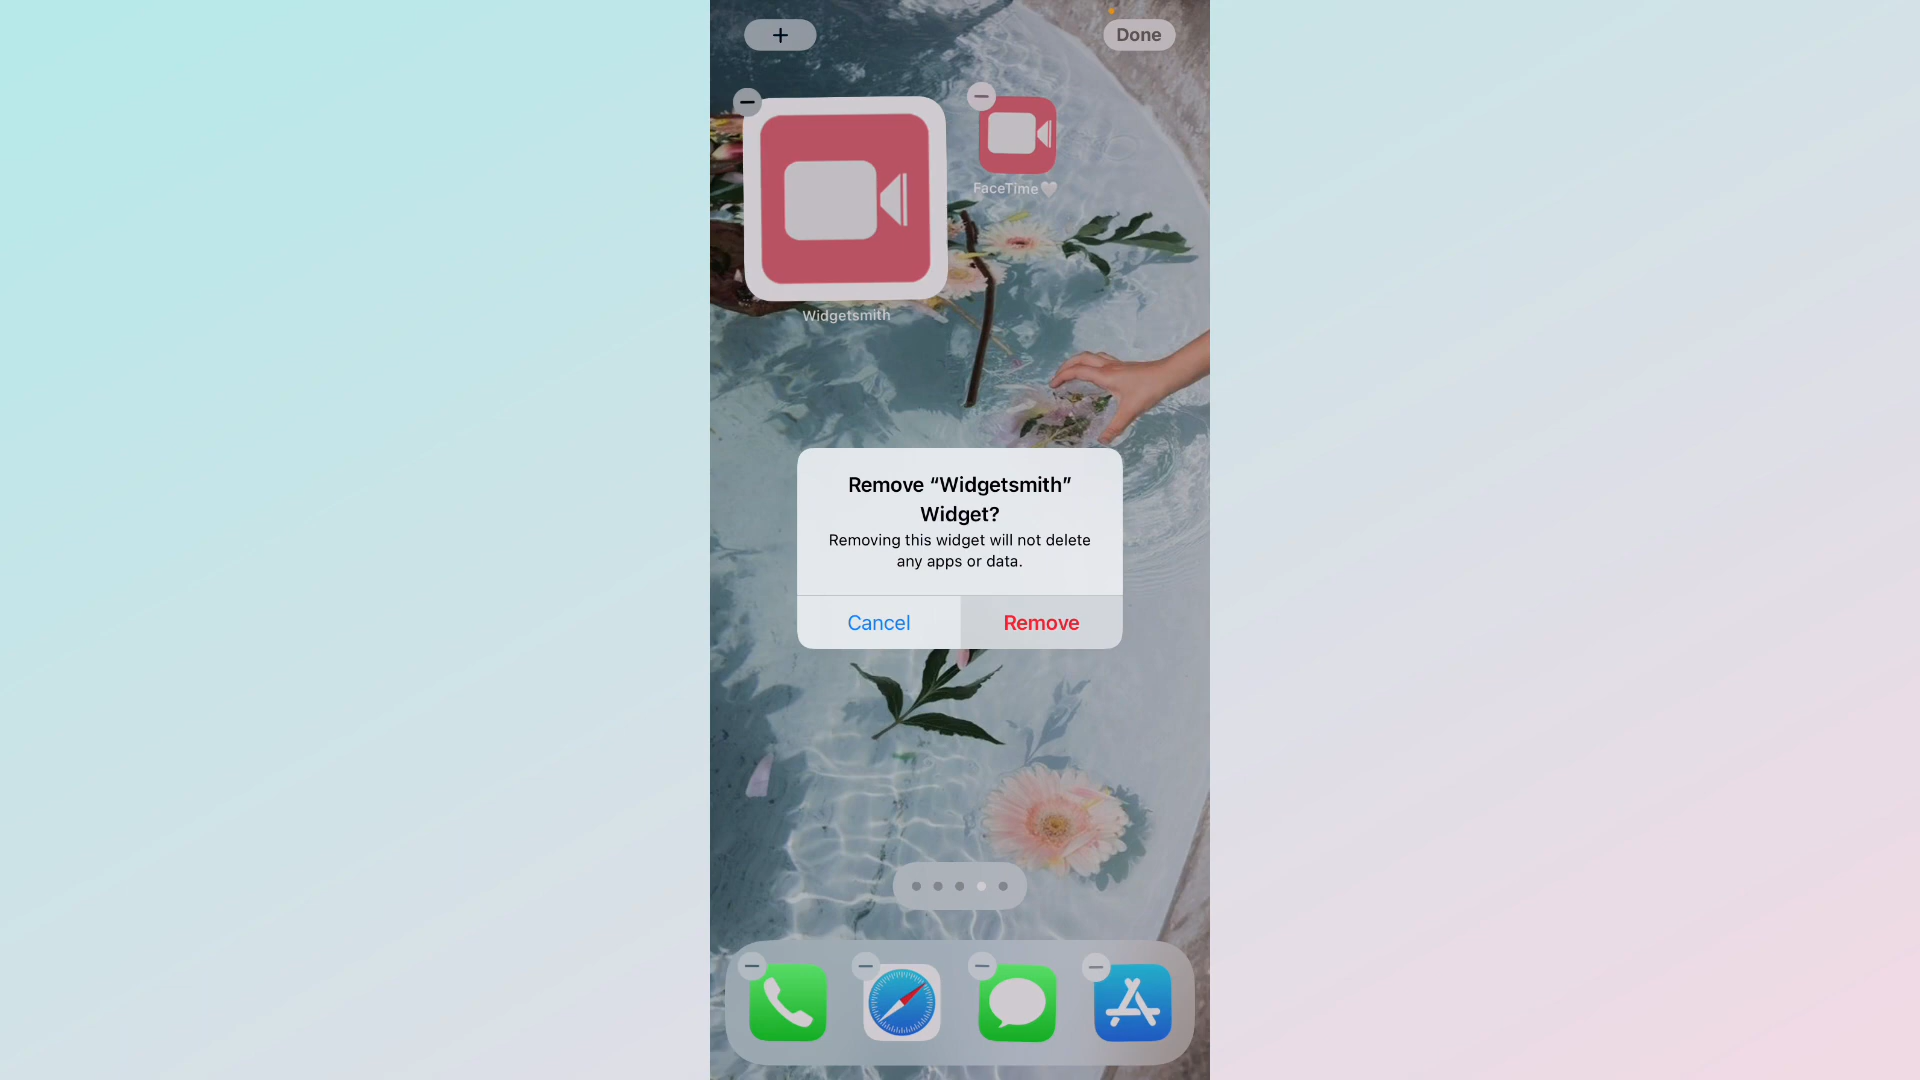 +
Done
FaceTime🤍
Widgetsmith
Remove “Widgetsmith”
Widget?
Removing this widget will not delete
any apps or data.
Cancel
Remove